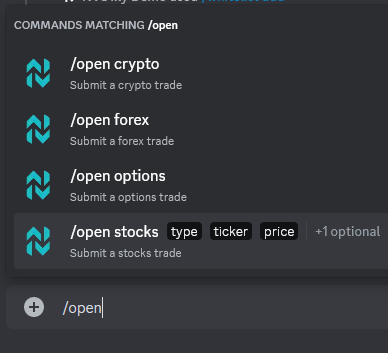 COMMANDS MATCHING /open
/open crypto
Submit a crypto trade
/open forex
Submit a forex trade
/open options
Submit a options trade
/open stocks type ticker price +1 optional
Submit a stocks trade
/open